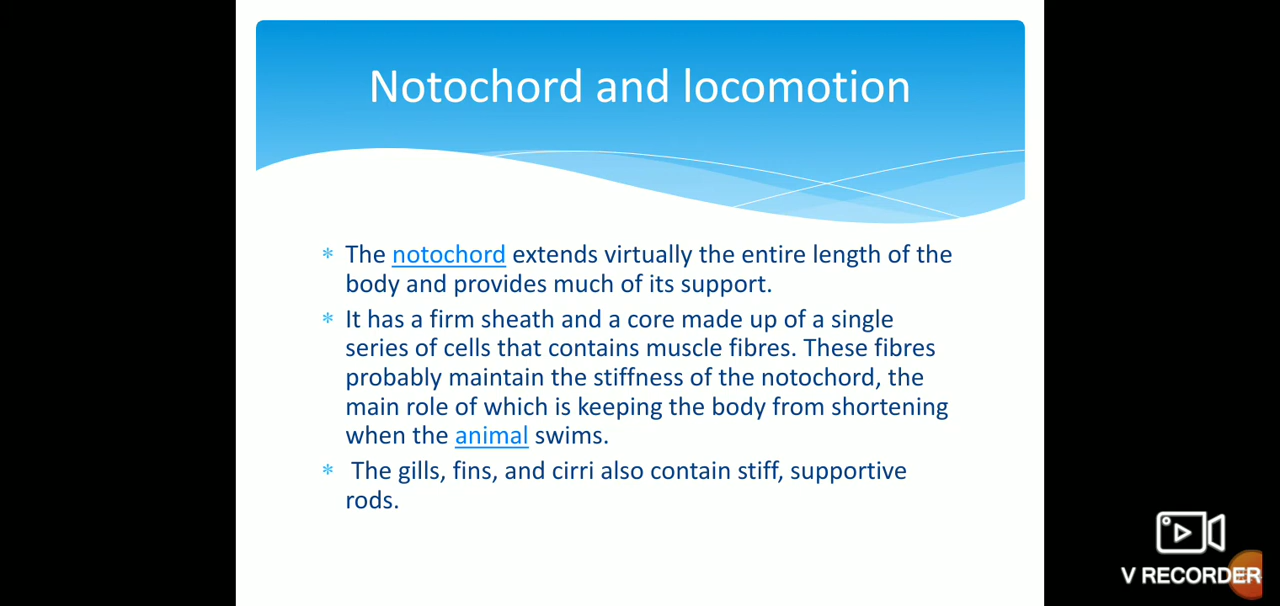 Notochord and locomotion
* The notochord extends virtually the entire length of the
body and provides much of its support.
* It has a firm sheath and a core made up of a single
series of cells that contains muscle fibres. These fibres
probably maintain the stiffness of the notochord, the
main role of which is keeping the body from shortening
when the animal swims.
* The gills, fins, and cirri also contain stiff, supportive
rods.
V RECORDER